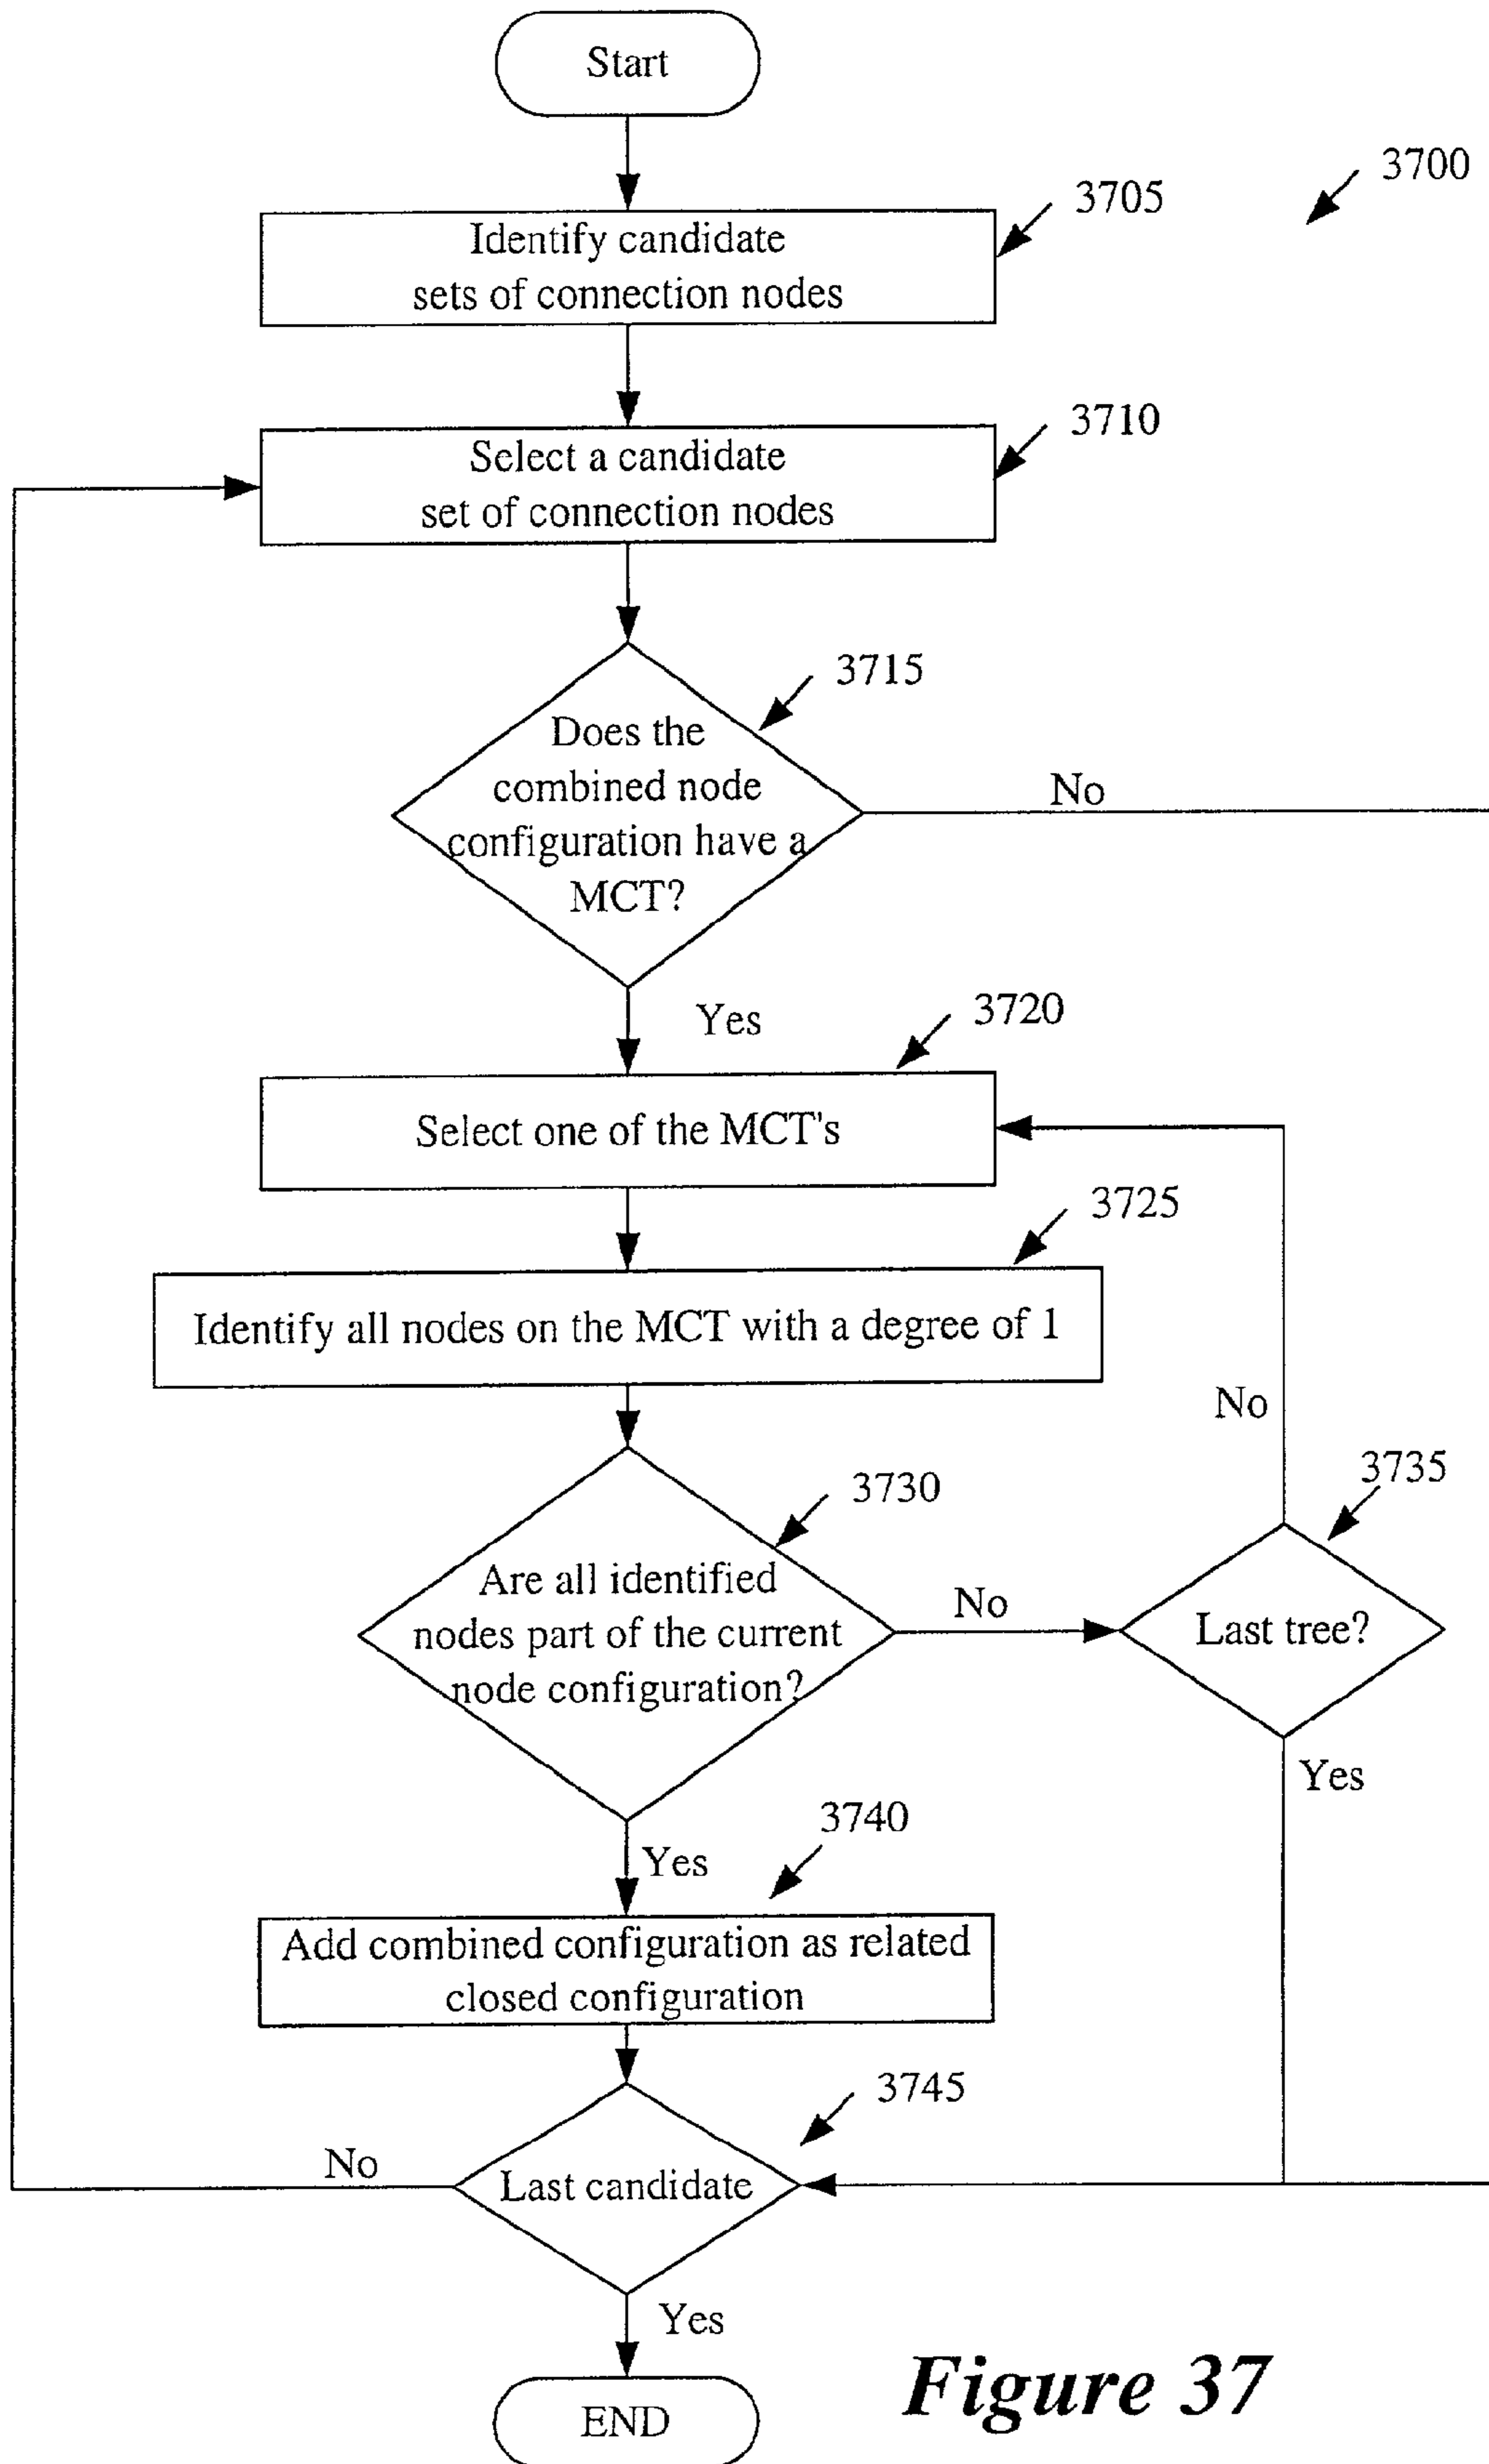 Start
3700
3705
Identify candidate
sets of connection nodes
3710
Select a candidate
set of connection nodes
3715
Does the
combined node
configuration have a
MCT?
No
Yes
3720
Select one of the MCT's
3725
Identify all nodes on the MCT with a degree of 1
No
3730
3735
Are all identified
nodes part of the current
node configuration?
No
Last tree?
Yes
3740
Yes
Add combined configuration as related
closed configuration
3745
No
Last candidate
Yes
END
Figure 37